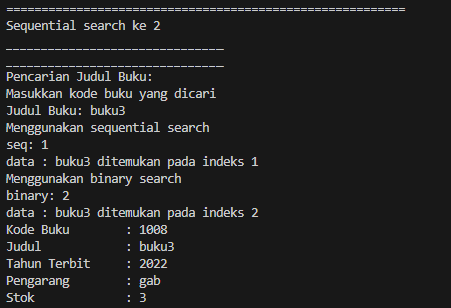 =========================================================
Sequential search ke 2
_______________________________
_______________________________
Pencarian Judul Buku:
Masukkan kode buku yang dicari
Judul Buku: buku3
Menggunakan sequential search
seq: 1
data : buku3 ditemukan pada indeks 1
Menggunakan binary search
binary: 2
data : buku3 ditemukan pada indeks 2
Kode Buku        : 1008
Judul            : buku3
Tahun Terbit     : 2022
Pengarang        : gab
Stok             : 3